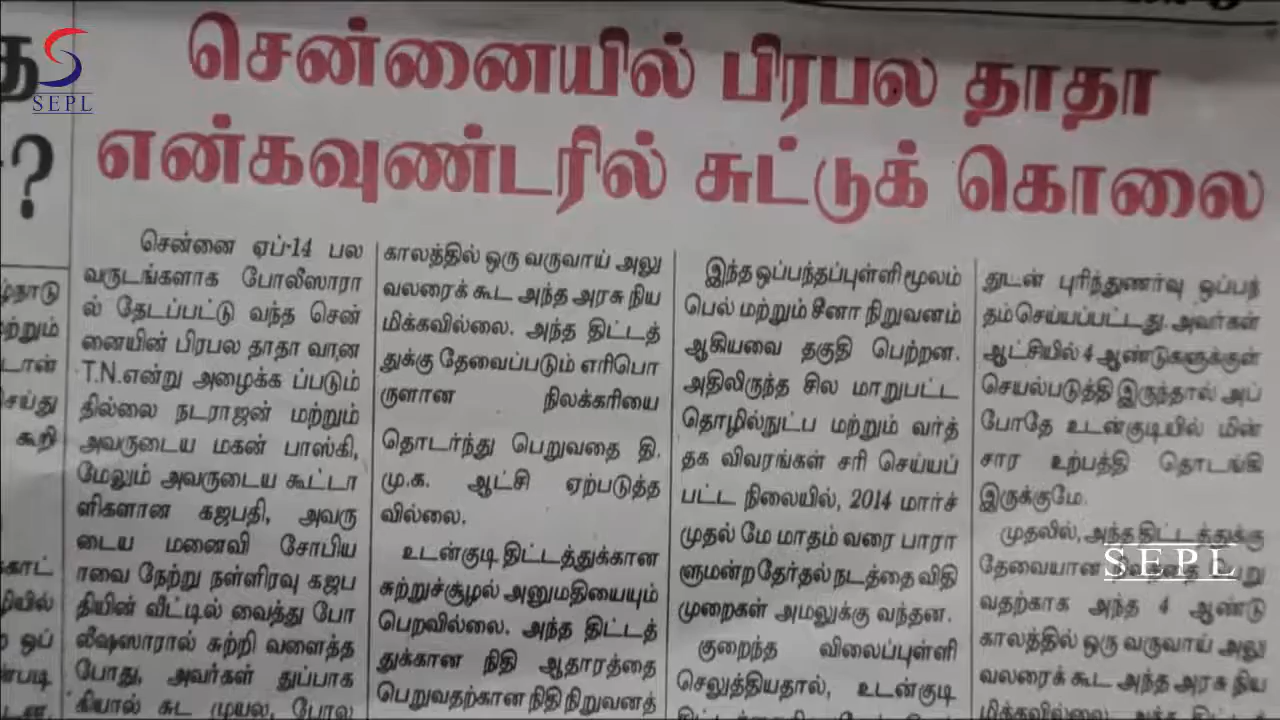 SEPL
த
?
சென்னையில் பிரபல தாதா
என்கவுண்டரில் சுட்டுக் கொலை
ழ்நாடு
ற்றும்
டான்
செய்து
கூறி
காட்
ஒப்
ன்படி
சென்னை ஏப்-14 பல
வருடங்களாக போலீஸாரா
ல் தேடப்பட்டு வந்த சென்
னையின் பிரபல தாதா வான
T.N.என்று அழைக்க ப்படும்
தில்லை நடராஜன் மற்றும்
அவருடைய மகன் பாஸ்கி,
மேலும் அவருடைய கூட்டா
ளிகளான கஜபதி, அவரு
டைய மனைவி சோபிய
ாவை நேற்று நள்ளிரவு கஜப
தியின் வீட்டில் வைத்து போ
லீஷஸாரால் சுற்றி வளைத்த
போது, அவர்கள் துப்பாக
கியால் சுட முயல, போல
காலத்தில் ஒரு வருவாய் அலு
வலரைக் கூட அந்த அரசு நிய
மிக்கவில்லை. அந்த திட்டத்
துக்கு தேவைப்படும் எரிபொ
ருளான நிலக்கரியை
தொடர்ந்து பெறுவதை தி.
மு.க. ஆட்சி ஏற்படுத்த
வில்லை.
உடன்குடி திட்டத்துக்கான
சுற்றுச்சூழல் அனுமதியையும்
பெறவில்லை. அந்த திட்டத்
துக்கான நிதி ஆதாரத்தை
பெறுவதற்கான நிதி நிறுவனத்
இந்த ஒப்பந்தப்புள்ளி மூலம்
பெல் மற்றும் சீனா நிறுவனம்
ஆகியவை தகுதி பெற்றன.
அதிலிருந்த சில மாறுபட்ட
தொழில்நுட்ப மற்றும் வர்த்
தக விவரங்கள் சரி செய்யப்
பட்ட நிலையில், 2014 மார்ச்
முதல் மே மாதம் வரை பாரா
ளுமன்ற தேர்தல் நடத்தை விதி
முறைகள் அமலுக்கு வந்தன.
குறைந்த விலைப்புள்ளி
செலுத்தியதால், உடன்குடி
துடன் புரிந்துணர்வு ஒப்பந்
தம்செய்யப்பட்டது. அவர்கள்
ஆட்சியில் 4 ஆண்டுகளுக்குள்
செயல்படுத்தி இருந்தால் அப்
போதே உடன்குடியில் மின்
சார உற்பத்தி தொடங்கி
இருக்குமே.
முதலில், அந்த திட்டத்துக்கு
தேவையான
SEPL
வதற்காக அந்த 4 ஆண்டு
காலத்தில் ஒரு வருவாய் அலு
வலரைக் கூட அந்த அரசு நிய
மிக்கவில்லை. அந்த திட்டத்